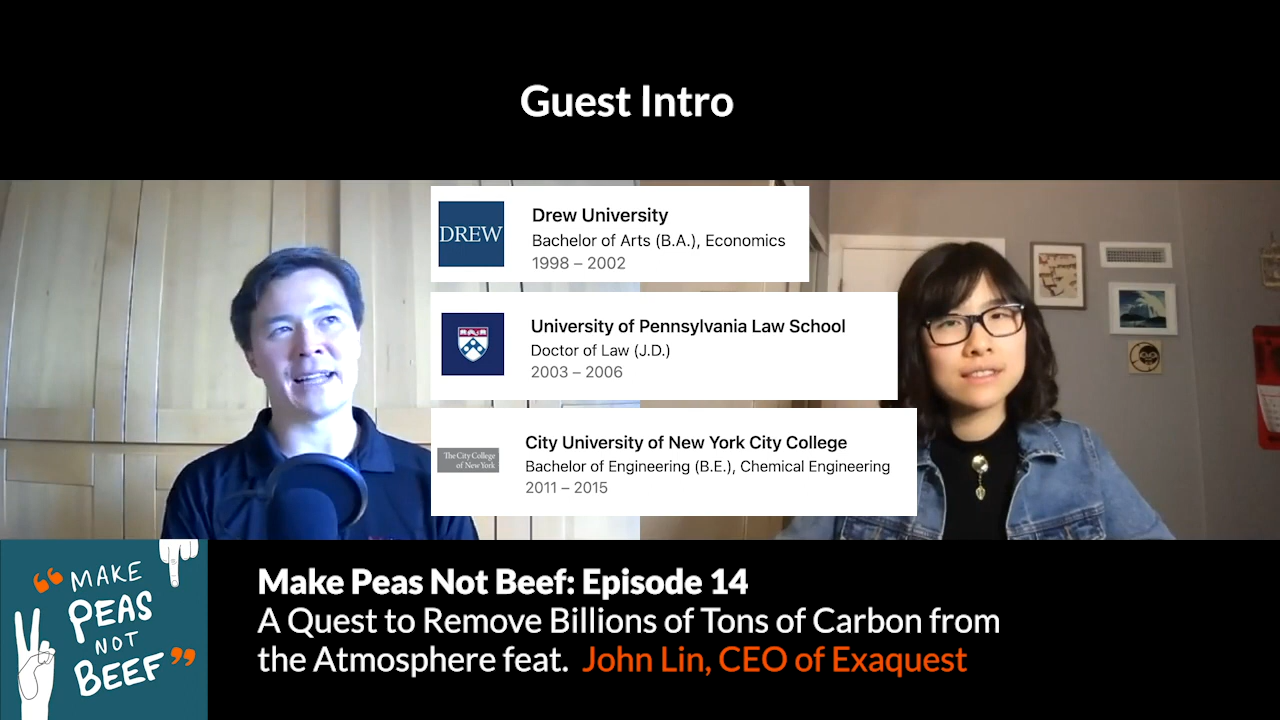 Guest Intro
DREW
Drew University
Bachelor of Arts (B.A.), Economics
1998 – 2002
University of Pennsylvania Law School
Doctor of Law (J.D.)
2003 – 2006
The City College
of New York
City University of New York City College
Bachelor of Engineering (B.E.), Chemical Engineering
2011 – 2015
“MAKE
PEAS
NOT
BEEF”
Make Peas Not Beef: Episode 14
A Quest to Remove Billions of Tons of Carbon from
the Atmosphere feat. John Lin, CEO of Exaquest